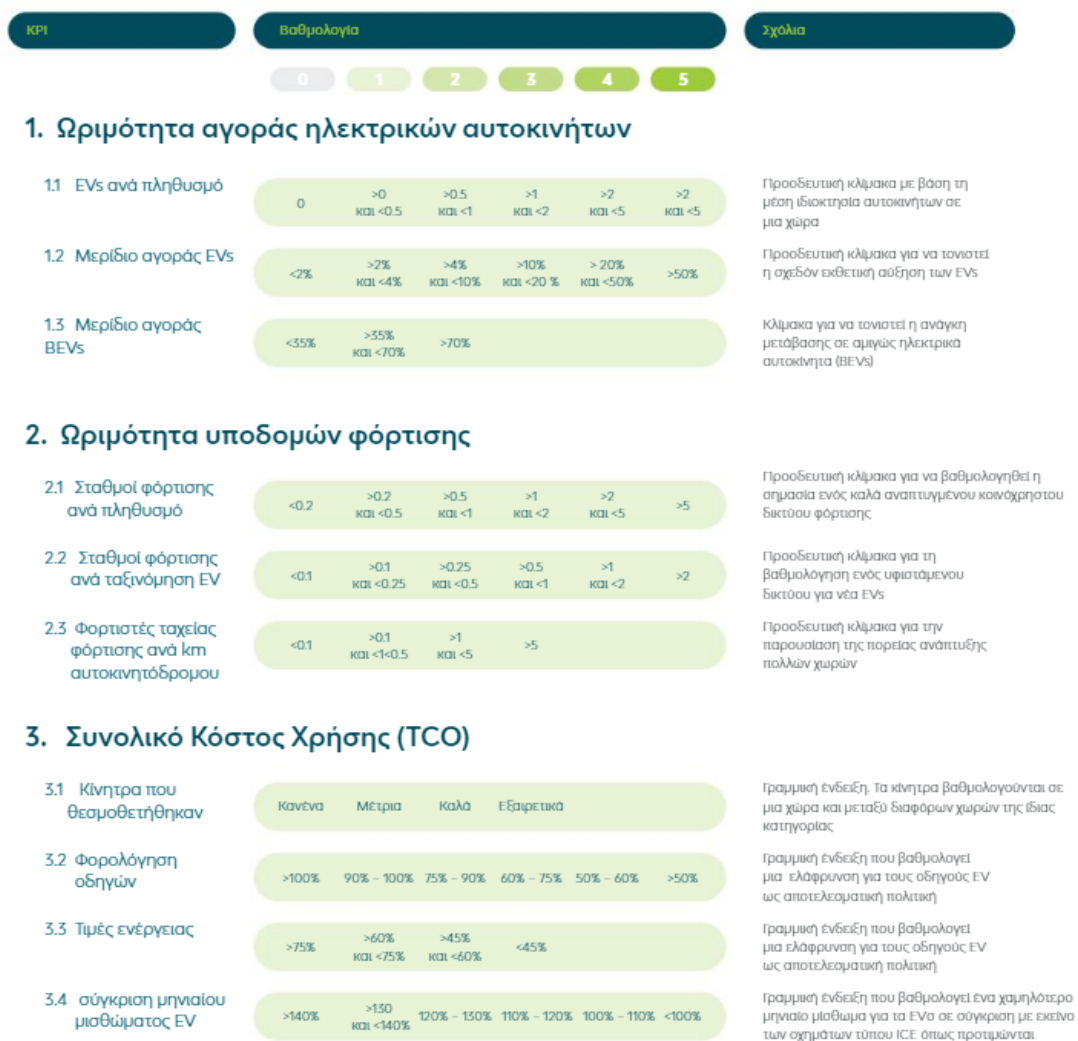 KPI
Βαθμολογία
Σχόλια
0 1 2 3 4 5
1. Ωριμότητα αγοράς ηλεκτρικών αυτοκινήτων
1.1 EVs ανά πληθυσμό
0
>0 και <0.5
>0.5 και <1
>1 και <2
>2 και <5
>2 και <5
Προοδευτική κλίμακα με βάση τη
μέση ιδιοκτησία αυτοκινήτων σε
μια χώρα
1.2 Μερίδιο αγοράς EVs
<2%
>2% και <4%
>4% και <10%
>10% και <20 %
> 20% και <50%
>50%
Προοδευτική κλίμακα για να τονιστεί
η σχεδόν εκθετική αύξηση των EVs
1.3 Μερίδιο αγοράς
BEVs
<35%
>35% και <70%
>70%
Κλίμακα για να τονιστεί η ανάγκη
μετάβασης σε αμιγώς ηλεκτρικά
αυτοκίνητα (BEVs)
2. Ωριμότητα υποδομών φόρτισης
2.1 Σταθμοί φόρτισης
ανά πληθυσμό
<0.2
>0.2 και <0.5
>0.5 και <1
>1 και <2
>2 και <5
>5
Προοδευτική κλίμακα για να βαθμολογηθεί η
σημασία ενός καλά αναπτυγμένου κοινόχρηστου
δικτύου φόρτισης
2.2 Σταθμοί φόρτισης
ανά ταξινόμηση EV
<0.1
>0.1 και <0.25
>0.25 και <0.5
>0.5 και <1
>1 και <2
>2
Προοδευτική κλίμακα για τη
βαθμολόγηση ενός υφιστάμενου
δικτύου για νέα EVs
2.3 Φορτιστές ταχείας
φόρτισης ανά km
αυτοκινητόδρομου
<0.1
>0.1 και <1<0.5
>1 και <5
>5
Προοδευτική κλίμακα για την
παρουσίαση της πορείας ανάπτυξης
πολλών χωρών
3. Συνολικό Κόστος Χρήσης (TCO)
3.1 Κίνητρα που
θεσμοθετήθηκαν
Κανένα Μέτρια Καλά Εξαιρετικά
Γραμμική ένδειξη. Τα κίνητρα βαθμολογούνται σε
μια χώρα και μεταξύ διαφόρων χωρών της ίδιας
κατηγορίας
3.2 Φορολόγηση
οδηγών
>100% 90% – 100% 75% – 90% 60% – 75% 50% – 60% >50%
Γραμμική ένδειξη που βαθμολογεί
μια ελάφρυνση για τους οδηγούς EV
ως αποτελεσματική πολιτική
3.3 Τιμές ενέργειας
>75%
>60% και <75%
>45% και <60%
<45%
Γραμμική ένδειξη που βαθμολογεί
μια ελάφρυνση για τους οδηγούς EV
ως αποτελεσματική πολιτική
3.4 σύγκριση μηνιαίου
μισθώματος EV
>140%
>130 και <140%
120% – 130% 110% – 120% 100% – 110% <100%
Γραμμική ένδειξη που βαθμολογεί ένα χαμηλότερο
μηνιαίο μίσθωμα για τα EVσ σε σύγκριση με εκείνο
των οχημάτων τύπου ICE όπως προτιμώνται